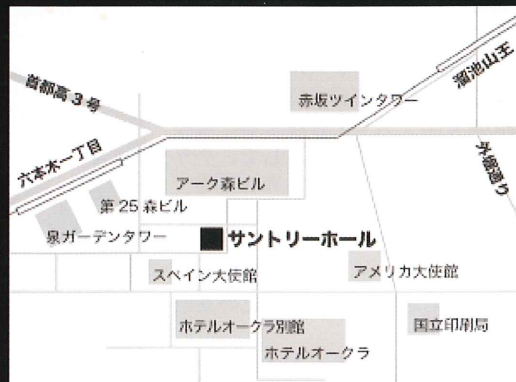 首都高3号
溜池山王
赤坂ツインタワー
六本木一丁目
外堀通り
アーク森ビル
第25森ビル
泉ガーデンタワー
サントリーホール
スペイン大使館
アメリカ大使館
ホテルオークラ別館
国立印刷局
ホテルオークラ